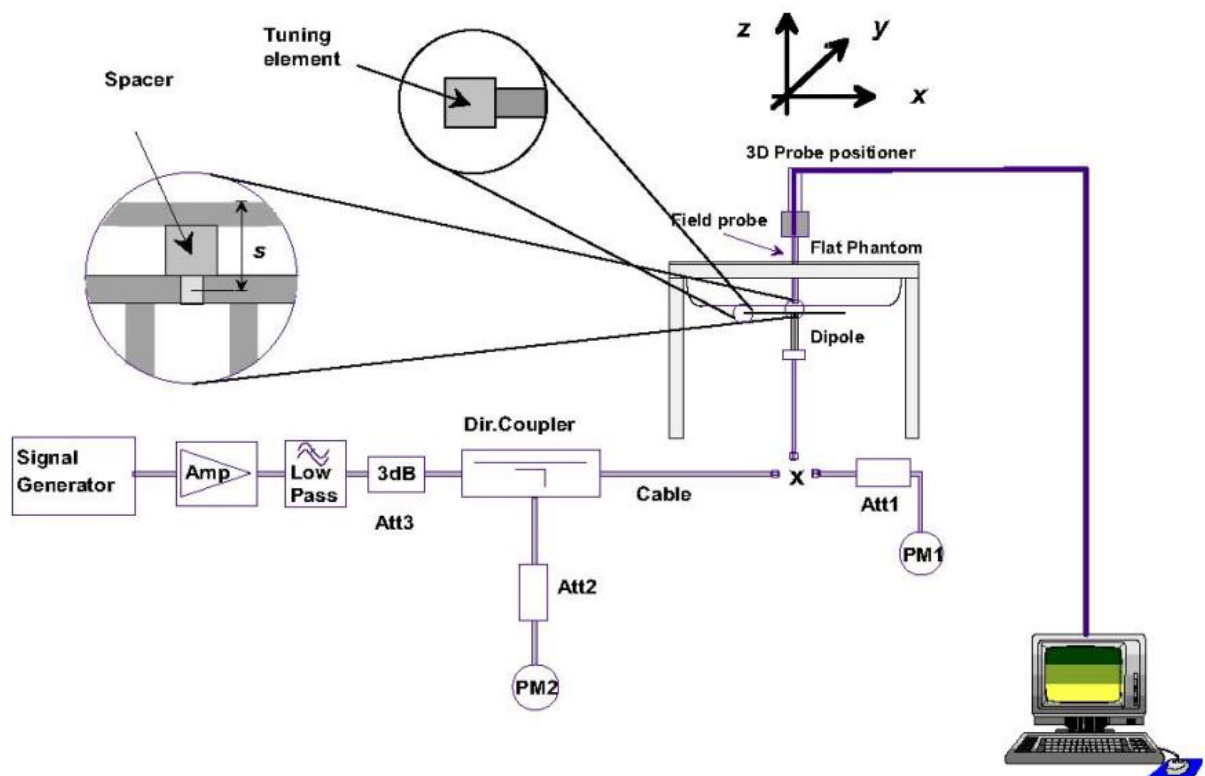 Tuning
element
Spacer
s
z
y
x
3D Probe positioner
Field probe
Flat Phantom
Dipole
Dir.Coupler
Signal
Generator
Amp
Low
Pass
3dB
Att3
Cable
x
Att1
PM1
Att2
PM2